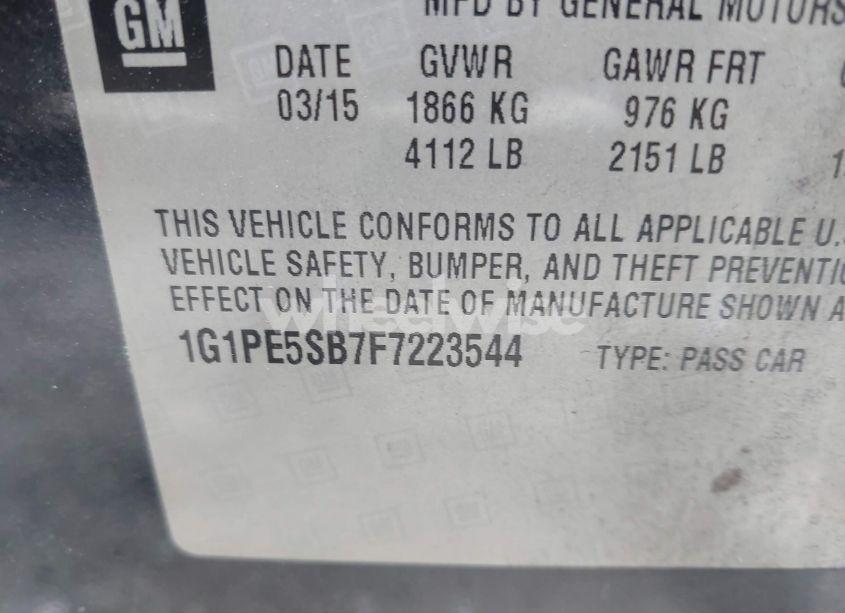 MFD BY GENERAL MOTORS
GM
DATE GVWR GAWR FRT
03/15 1866 KG 976 KG
4112 LB 2151 LB
THIS VEHICLE CONFORMS TO ALL APPLICABLE U.S
VEHICLE SAFETY, BUMPER, AND THEFT PREVENTIO
EFFECT ON THE DATE OF MANUFACTURE SHOWN A
wheelwise
1G1PE5SB7F7223544 TYPE: PASS CAR